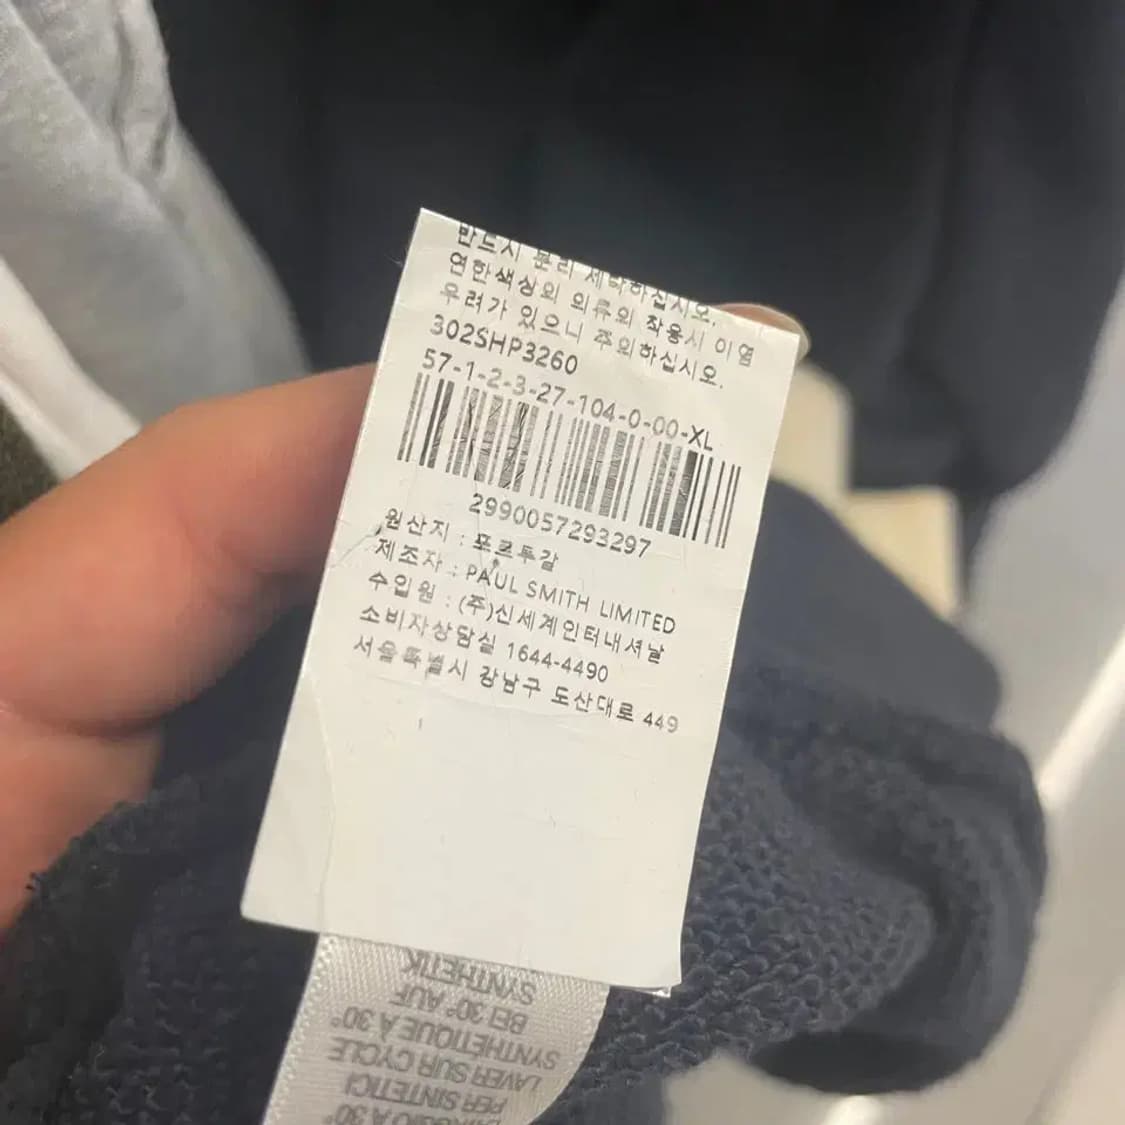 반드시 분리 세탁하십시오.
연한색상의 의류의 착용시 이염
우려가 있으니 주의하십시오.
302SHP3260
57-1-2-3-27-104-0-00-XL
2990057293297
원산지 : 포르투갈
제조자 : PAUL SMITH LIMITED
수입원 : (주)신세계인터내셔날
소비자상담실 1644-4490
서울특별시 강남구 도산대로 449
À 30°
PER SINTETICI
LAVER SUR CYCLE
SYNTHÉTIQUE À 30°
BEI 30° AUF
SYNTHETIK